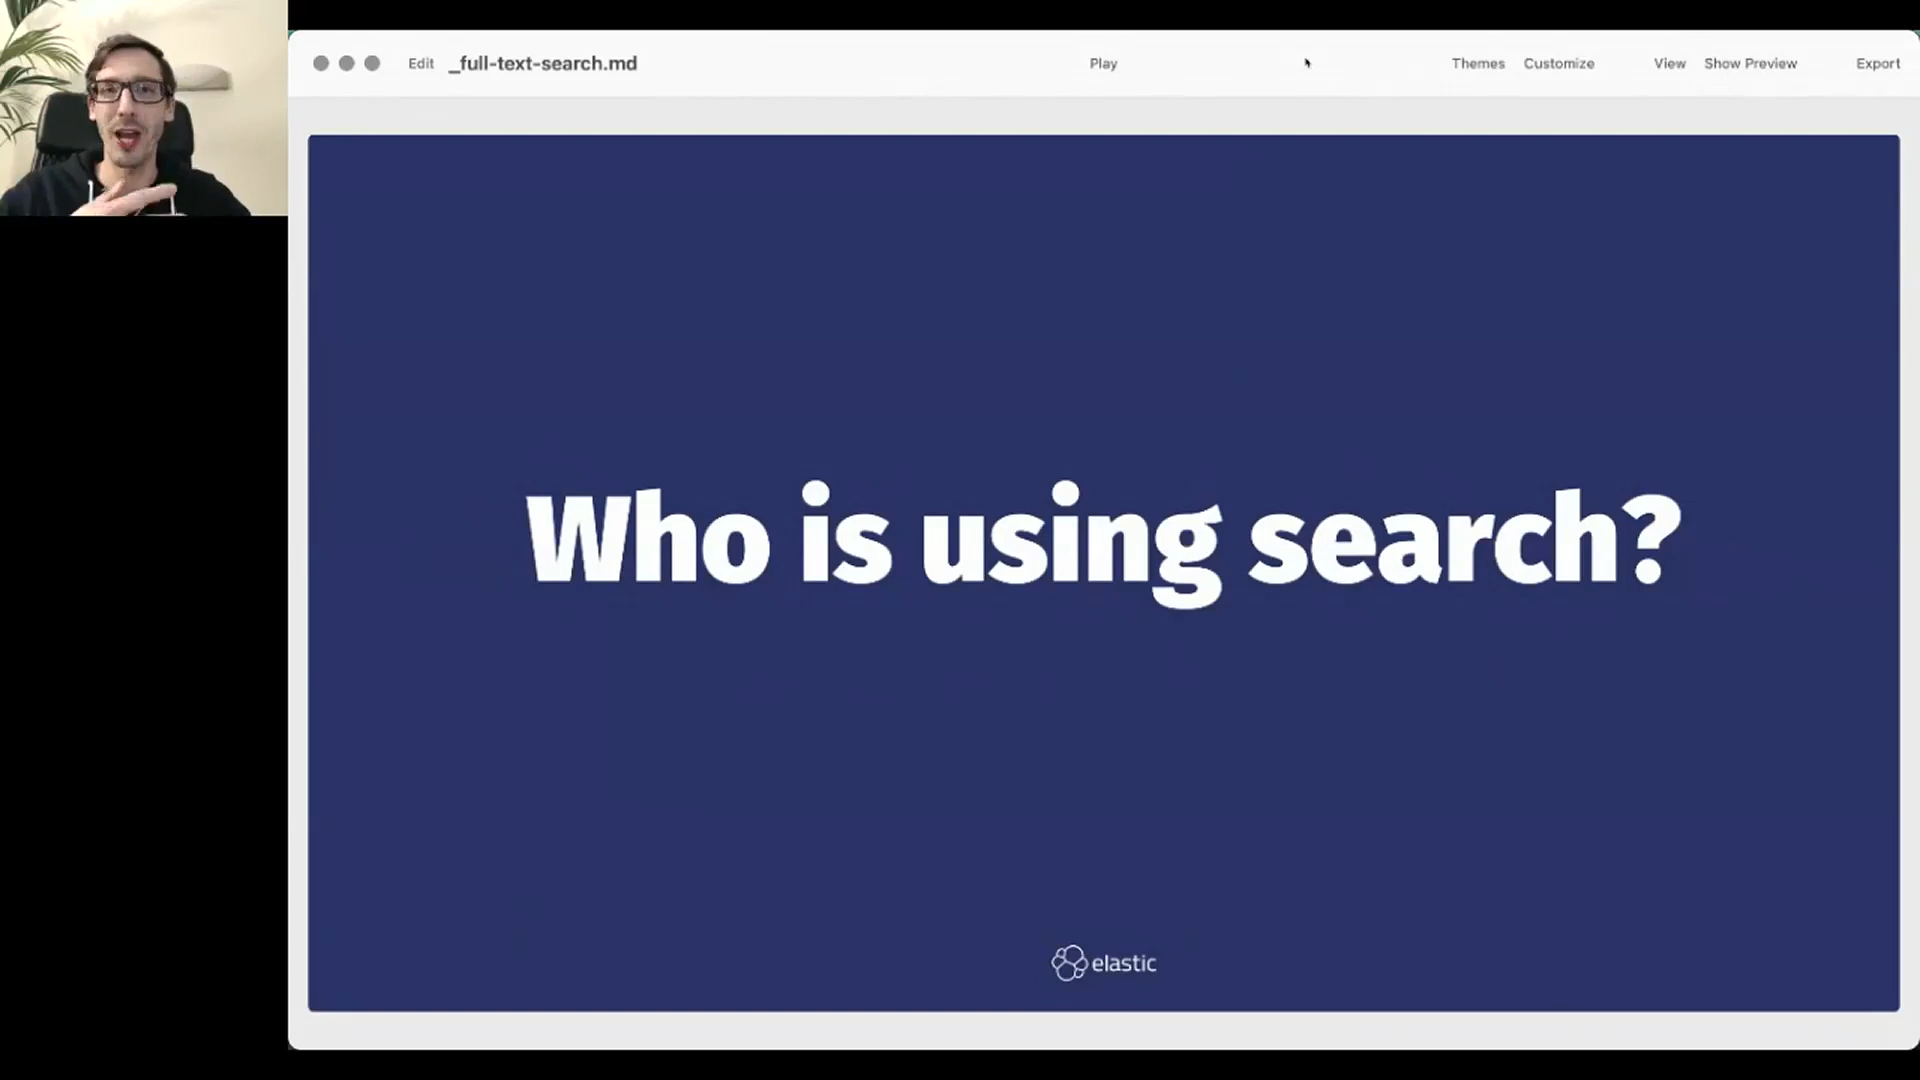 Edit _full-text-search.md Play Themes Customize View Show Preview Export
Who is using search?
elastic